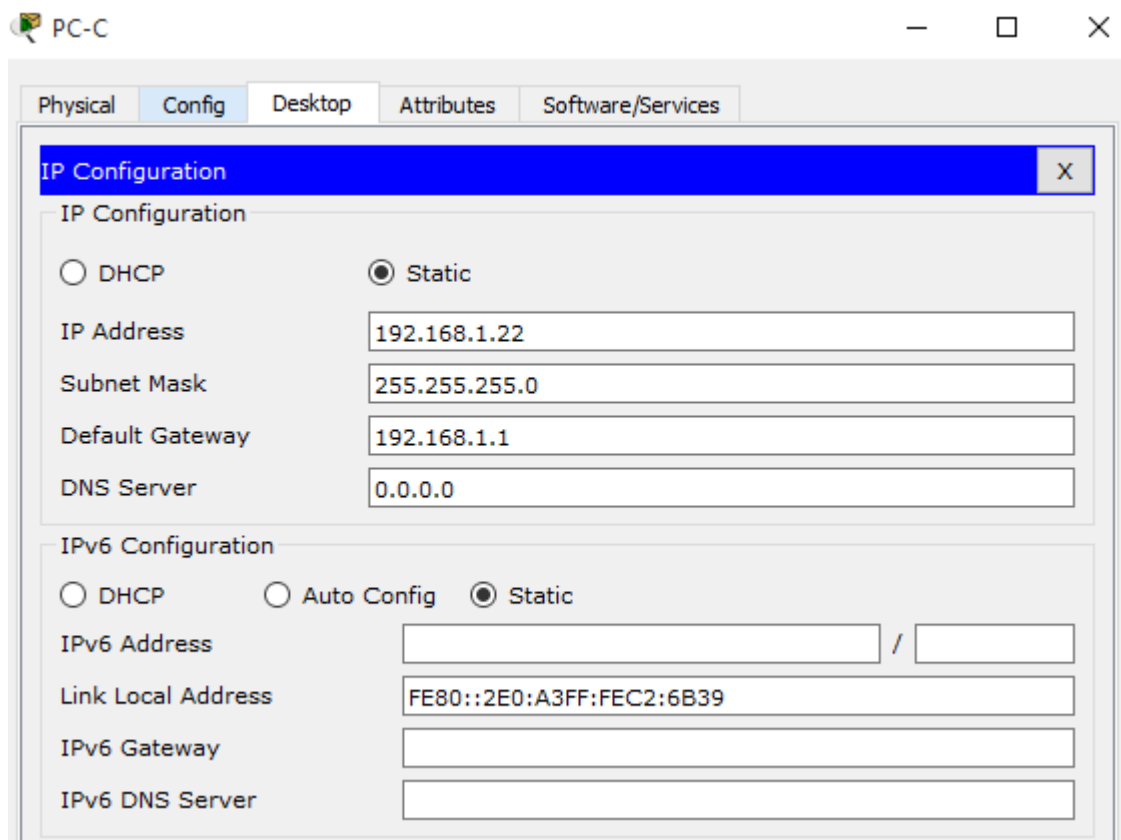 PC-C
Physical Config Desktop Attributes Software/Services
IP Configuration X
IP Configuration
DHCP Static
IP Address 192.168.1.22
Subnet Mask 255.255.255.0
Default Gateway 192.168.1.1
DNS Server 0.0.0.0
IPv6 Configuration
DHCP Auto Config Static
IPv6 Address /
Link Local Address FE80::2E0:A3FF:FEC2:6B39
IPv6 Gateway
IPv6 DNS Server